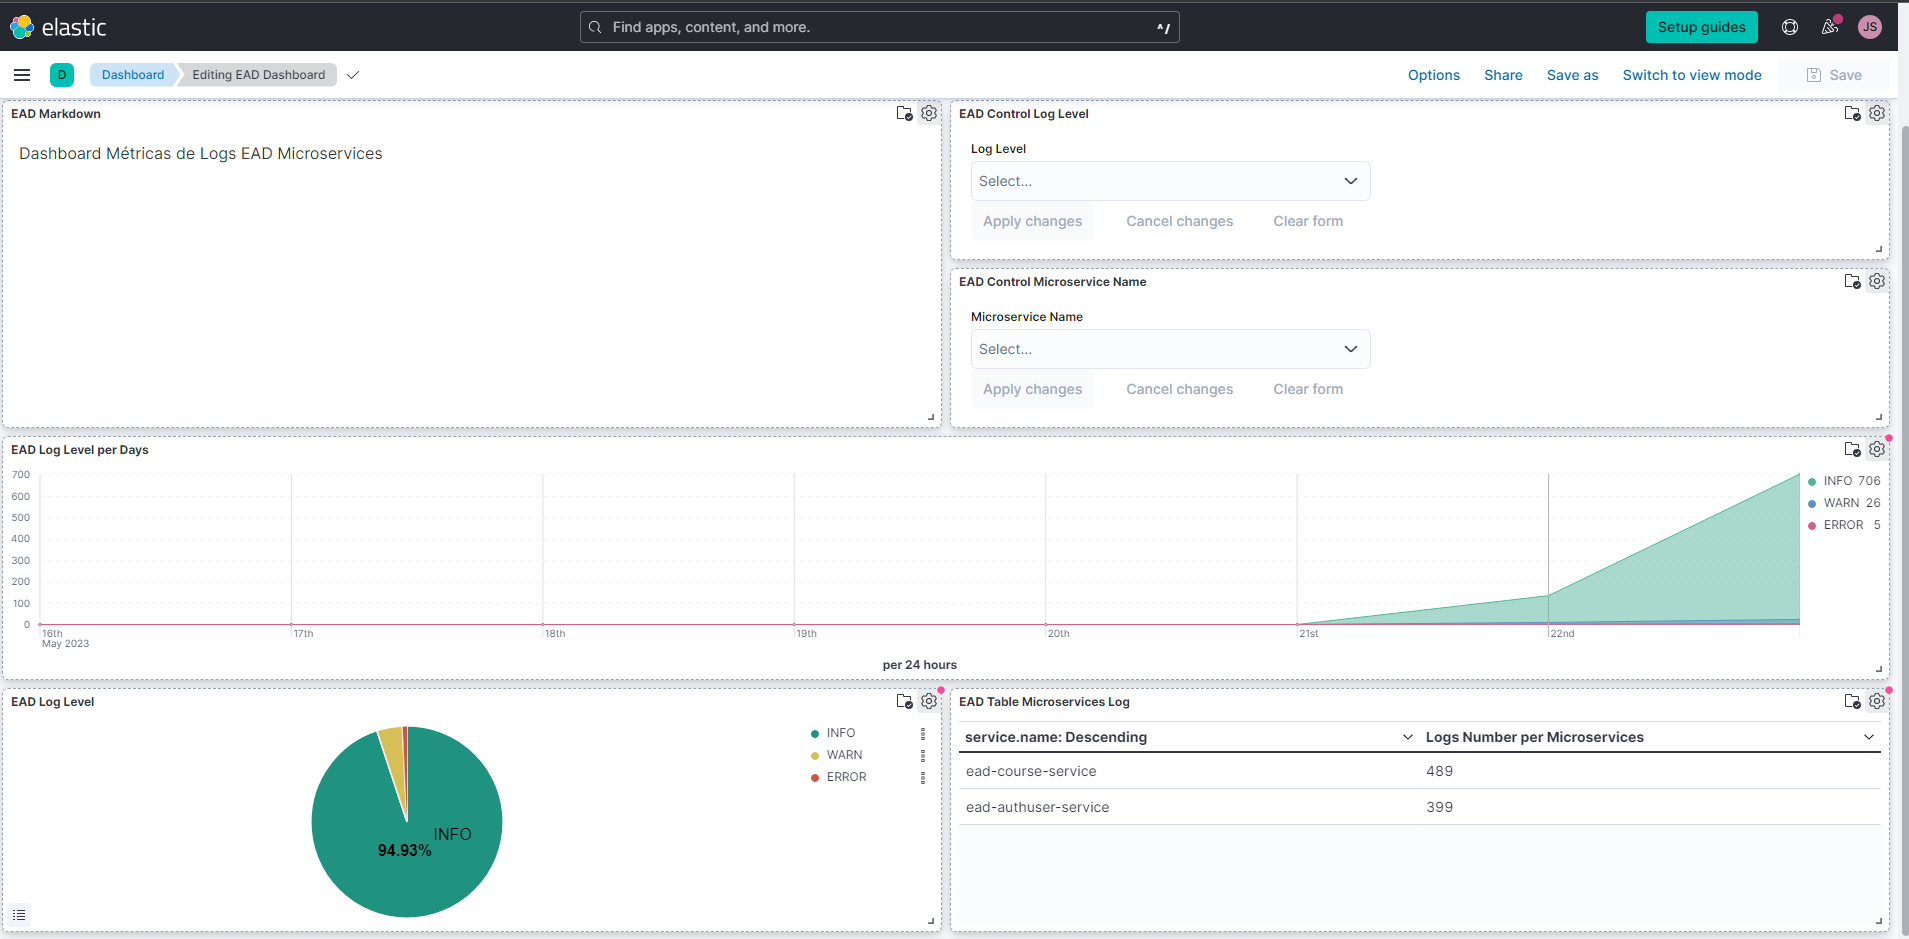 elastic
Find apps, content, and more.
^/
Setup guides
JS
D
Dashboard
Editing EAD Dashboard
Options
Share
Save as
Switch to view mode
Save
EAD Markdown
Dashboard Métricas de Logs EAD Microservices
EAD Control Log Level
Log Level
Select...
Apply changes
Cancel changes
Clear form
EAD Control Microservice Name
Microservice Name
Select...
Apply changes
Cancel changes
Clear form
EAD Log Level per Days
700
600
500
400
300
200
100
0
16th
May 2023
17th
18th
19th
20th
21st
22nd
per 24 hours
INFO 706
WARN 26
ERROR 5
EAD Log Level
INFO
94.93%
INFO
WARN
ERROR
EAD Table Microservices Log
service.name: Descending
Logs Number per Microservices
ead-course-service
489
ead-authuser-service
399